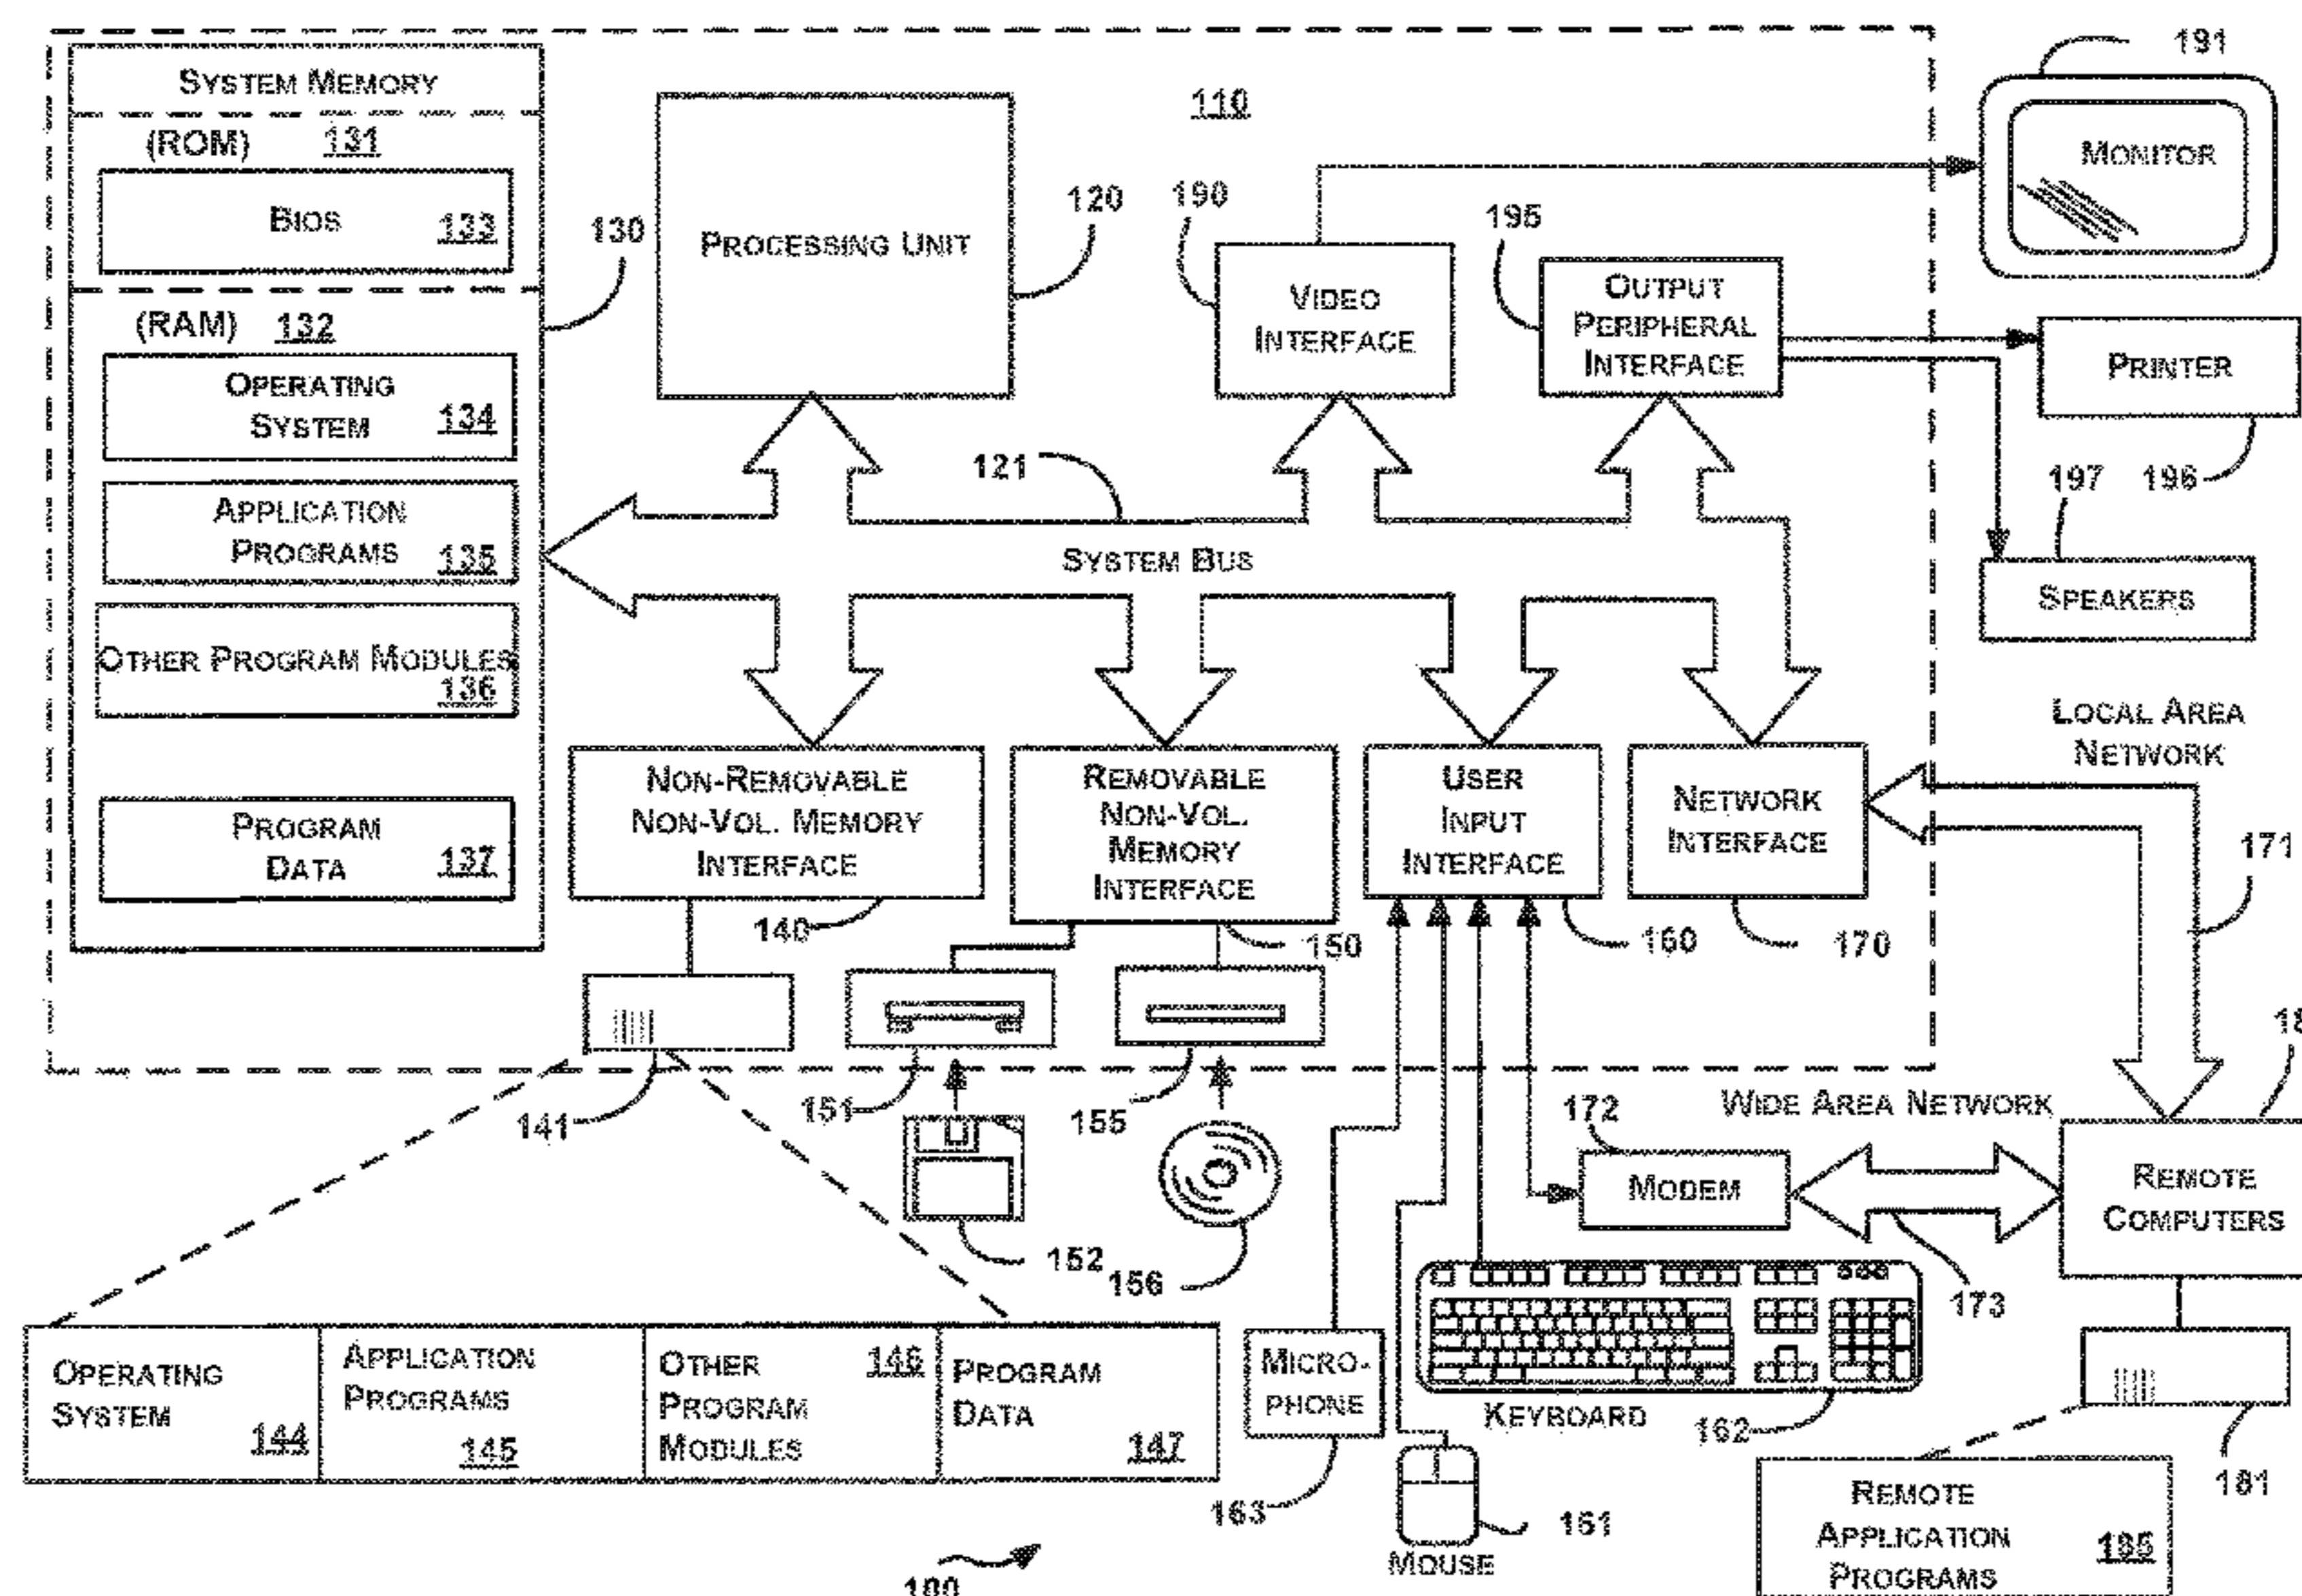 SYSTEM MEMORY
(ROM) 131
BIOS 133
(RAM) 132
OPERATING
SYSTEM 134
APPLICATION
PROGRAMS 135
OTHER PROGRAM MODULES
136
PROGRAM
DATA 137
130
PROCESSING UNIT
120
110
190
VIDEO
INTERFACE
195
OUTPUT
PERIPHERAL
INTERFACE
191
MONITOR
PRINTER
196
197
SPEAKERS
121
SYSTEM BUS
NON-REMOVABLE
NON-VOL. MEMORY
INTERFACE
140
REMOVABLE
NON-VOL.
MEMORY
INTERFACE
150
USER
INPUT
INTERFACE
160
NETWORK
INTERFACE
170
LOCAL AREA
NETWORK
171
141
151
152
155
156
172
MODEM
WIDE AREA NETWORK
173
REMOTE
COMPUTERS
181
REMOTE
APPLICATION
PROGRAMS 185
OPERATING
SYSTEM 144
APPLICATION
PROGRAMS
145
OTHER 146
PROGRAM
MODULES
PROGRAM
DATA 147
MICRO-
PHONE
163
KEYBOARD
162
161
MOUSE
100